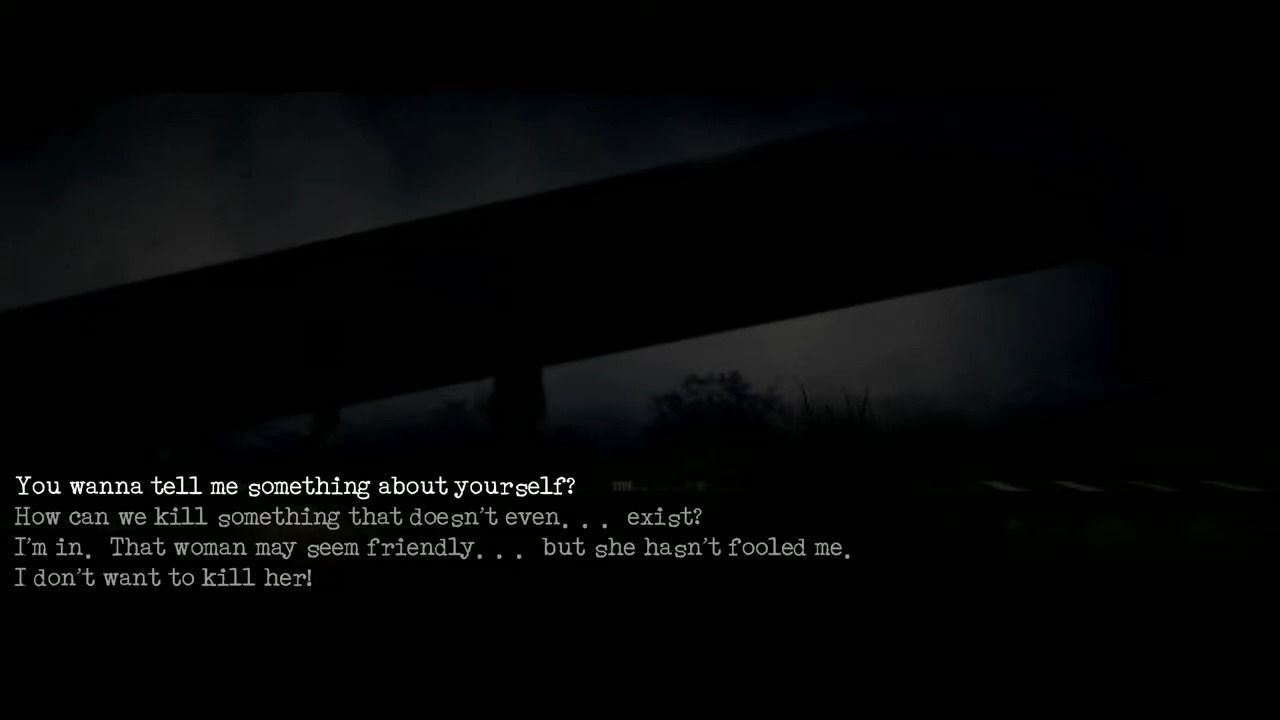 You wanna tell me something about yourself?
How can we kill something that doesn't even. . . exist?
I'm in. That woman may seem friendly. . . but she hasn't fooled me.
I don't want to kill her!